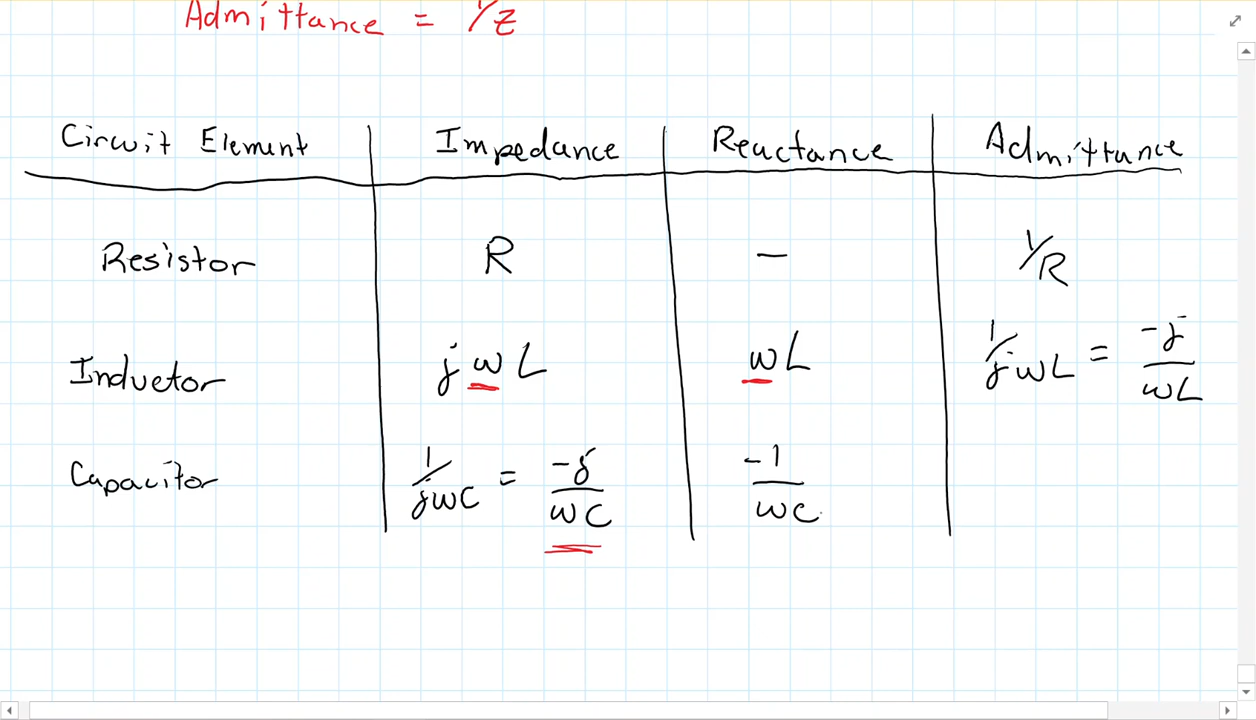 Admittance = 1/Z
Circuit Element Impedance Reactance Admittance
Resistor R – 1/R
Inductor jωL ωL 1/jωL = -j/ωL
Capacitor 1/jωC = -j/ωC -1/ωC